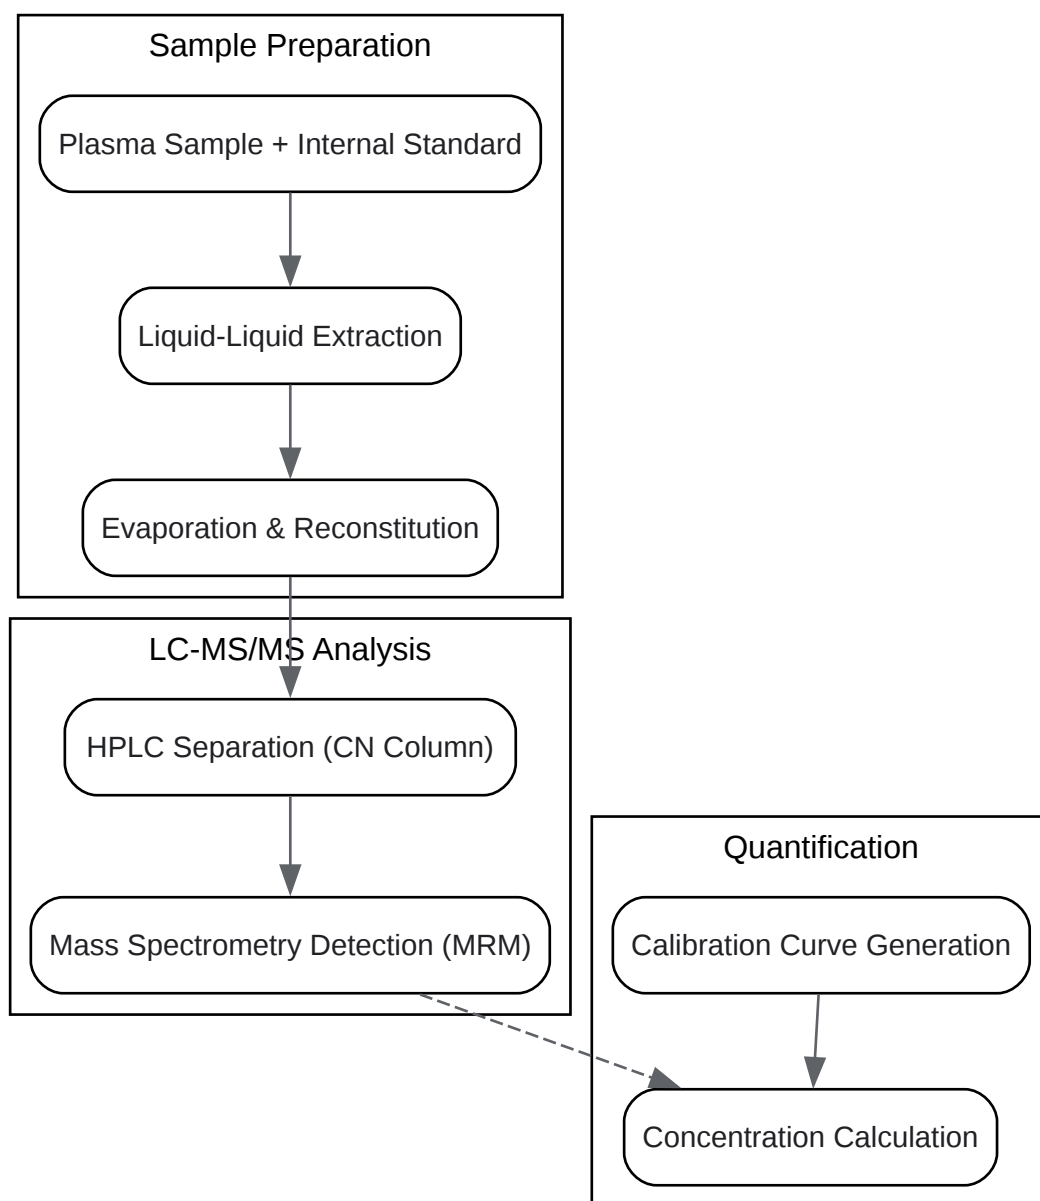 Sample Preparation
Plasma Sample + Internal Standard
Liquid-Liquid Extraction
Evaporation & Reconstitution
LC-MS/MS Analysis
HPLC Separation (CN Column)
Mass Spectrometry Detection (MRM)
Quantification
Calibration Curve Generation
Concentration Calculation